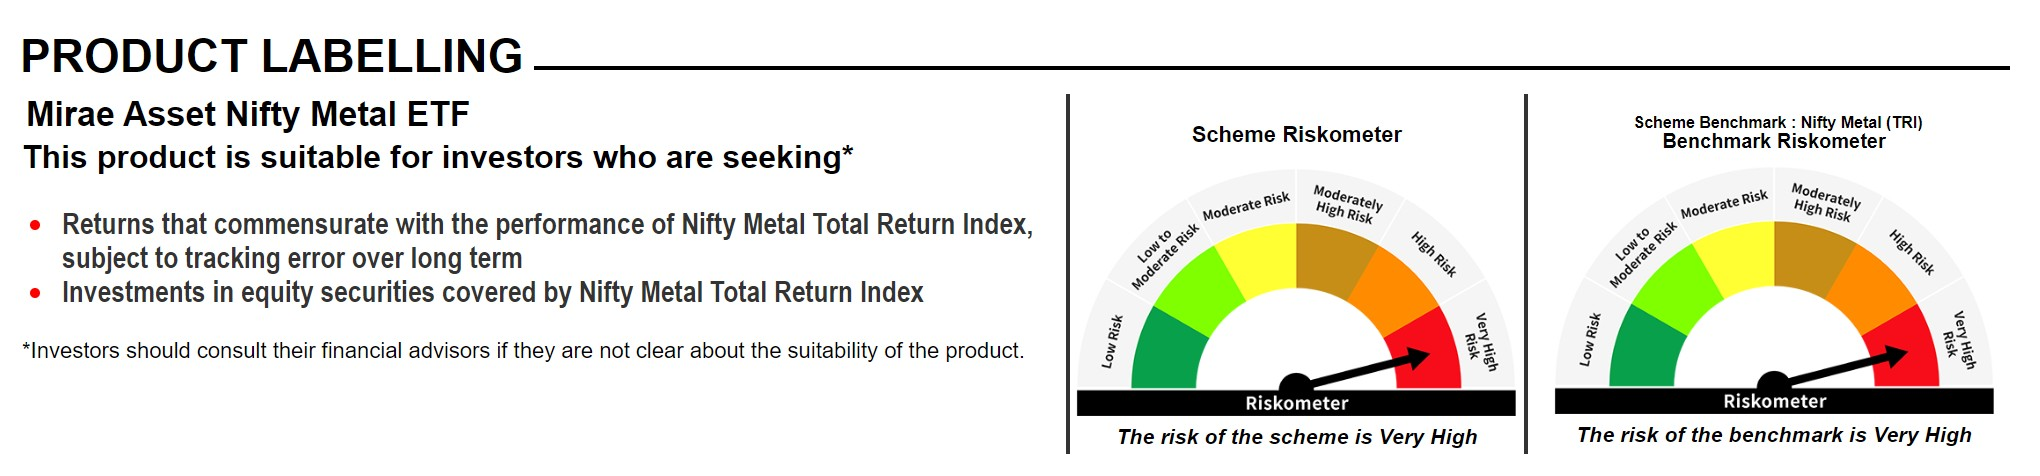 PRODUCT LABELLING
Mirae Asset Nifty Metal ETF
This product is suitable for investors who are seeking*
• Returns that commensurate with the performance of Nifty Metal Total Return Index,
subject to tracking error over long term
• Investments in equity securities covered by Nifty Metal Total Return Index
*Investors should consult their financial advisors if they are not clear about the suitability of the product.
Scheme Riskometer
Low Risk
Low to
Moderate Risk
Moderate Risk
Moderately
High Risk
High Risk
Very High
Risk
Riskometer
The risk of the scheme is Very High
Scheme Benchmark : Nifty Metal (TRI)
Benchmark Riskometer
Low Risk
Low to
Moderate Risk
Moderate Risk
Moderately
High Risk
High Risk
Very High
Risk
Riskometer
The risk of the benchmark is Very High